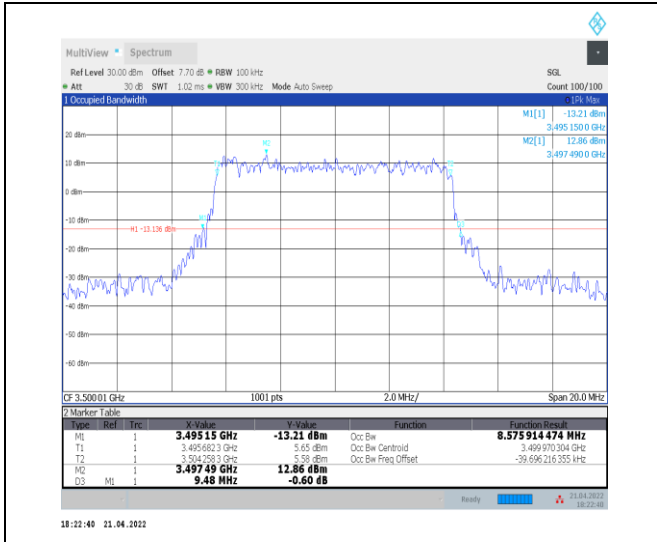 MultiView Spectrum
Ref Level 30.00 dBm Offset 7.70 dB RBW 100 kHz SGL
Att 30 dB SWT 1.02 ms VBW 300 kHz Mode Auto Sweep Count 100/100
1 Occupied Bandwidth 1Pk Max
M1[1] -13.21 dBm
3.495 150 0 GHz
M2[1] 12.86 dBm
3.497 490 0 GHz
20 dBm
M2
10 dBm
0 dBm
-10 dBm
M1
H1 -13.136 dBm
-20 dBm
-30 dBm
-40 dBm
-50 dBm
-60 dBm
CF 3.500 01 GHz 1001 pts 2.0 MHz/ Span 20.0 MHz
2 Marker Table
Type Ref Trc X-Value Y-Value Function Function Result
M1 1 3.495 15 GHz -13.21 dBm Occ Bw 8.575 914 474 MHz
T1 1 3.495 682 3 GHz 5.65 dBm Occ Bw Centroid 3.499 970 304 GHz
T2 1 3.504 258 3 GHz 5.58 dBm Occ Bw Freq Offset -39.696 216 355 kHz
M2 1 3.497 49 GHz 12.86 dBm
D3 M1 1 9.48 MHz -0.60 dB
Ready 21.04.2022
18:22:40
18:22:40 21.04.2022